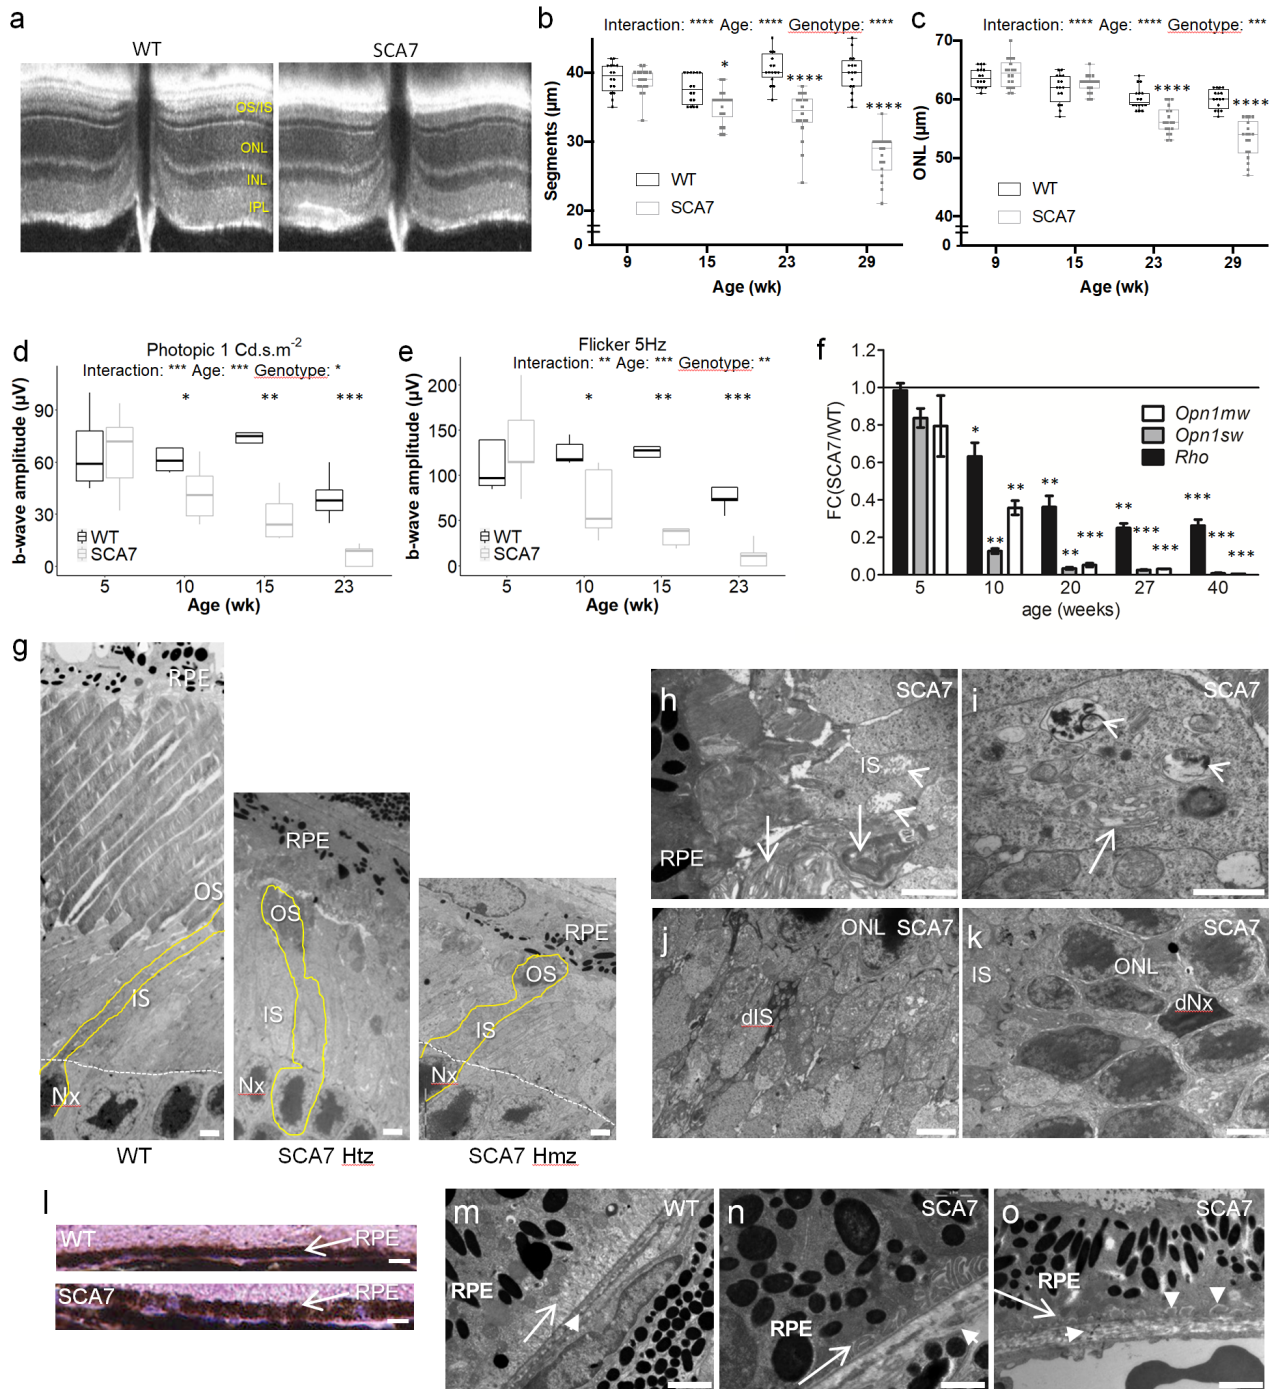 a
WT
SCA7
OS/IS
ONL
INL
IPL
b
Interaction: **** Age: **** Genotype: ****
Segments (µm)
40
30
20
0
*
****
****
WT
SCA7
9 15 23 29
Age (wk)
c
Interaction: **** Age: **** Genotype: ***
ONL (µm)
70
60
50
40
0
****
****
WT
SCA7
9 15 23 29
Age (wk)
d
Photopic 1 Cd.s.m-2
Interaction: *** Age: *** Genotype: *
* ** ***
b-wave amplitude (µV)
90
60
30
0
WT
SCA7
5 10 15 23
Age (wk)
e
Flicker 5Hz
Interaction: ** Age: *** Genotype: **
* ** ***
b-wave amplitude (µV)
200
150
100
50
0
WT
SCA7
5 10 15 23
Age (wk)
f
FC(SCA7/WT)
1.2
1.0
0.8
0.6
0.4
0.2
0.0
Opn1mw
Opn1sw
Rho
* ** **
** ** ***
** *** ***
*** *** ***
5 10 20 27 40
age (weeks)
g
RPE
OS
IS
Nx
WT
RPE
OS
IS
Nx
SCA7 Htz
RPE
OS
IS
Nx
SCA7 Hmz
h
SCA7
IS
RPE
i
SCA7
j
ONL SCA7
dIS
k
SCA7
IS
ONL
dNx
l
WT
RPE
SCA7
RPE
m
WT
RPE
n
SCA7
RPE
o
SCA7
RPE